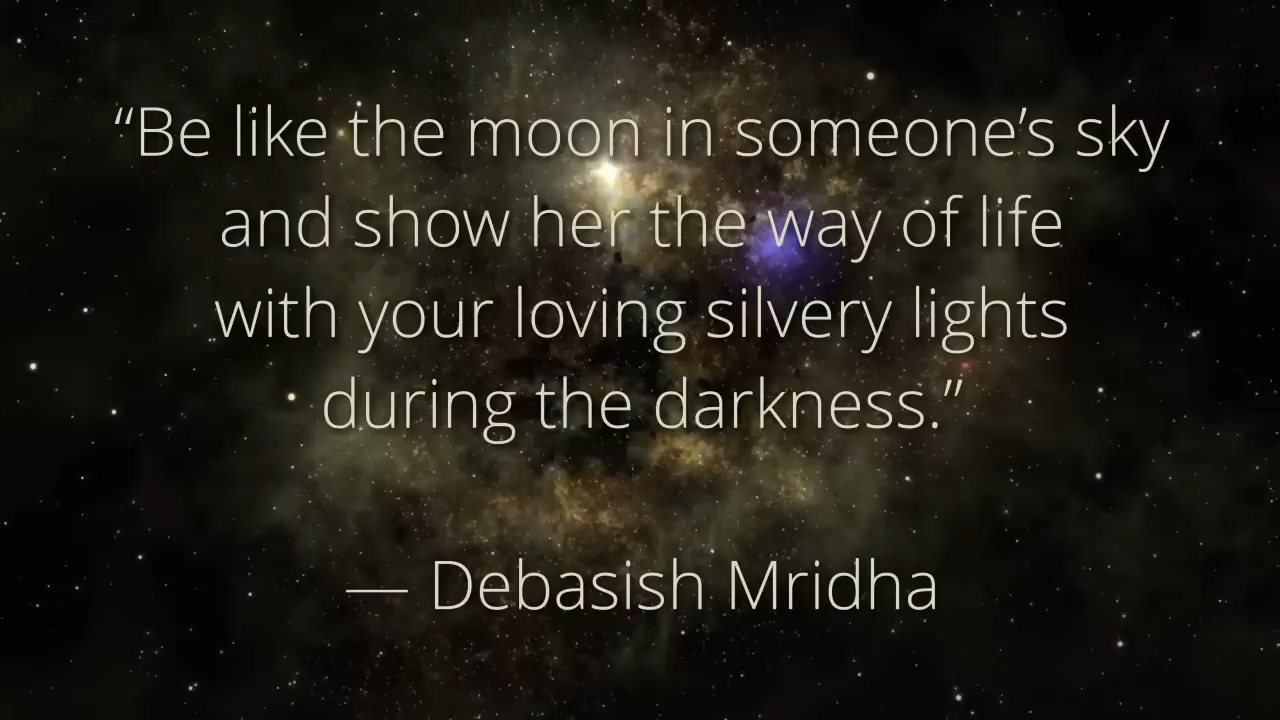 “Be like the moon in someone’s sky
and show her the way of life
with your loving silvery lights
during the darkness.”
— Debasish Mridha